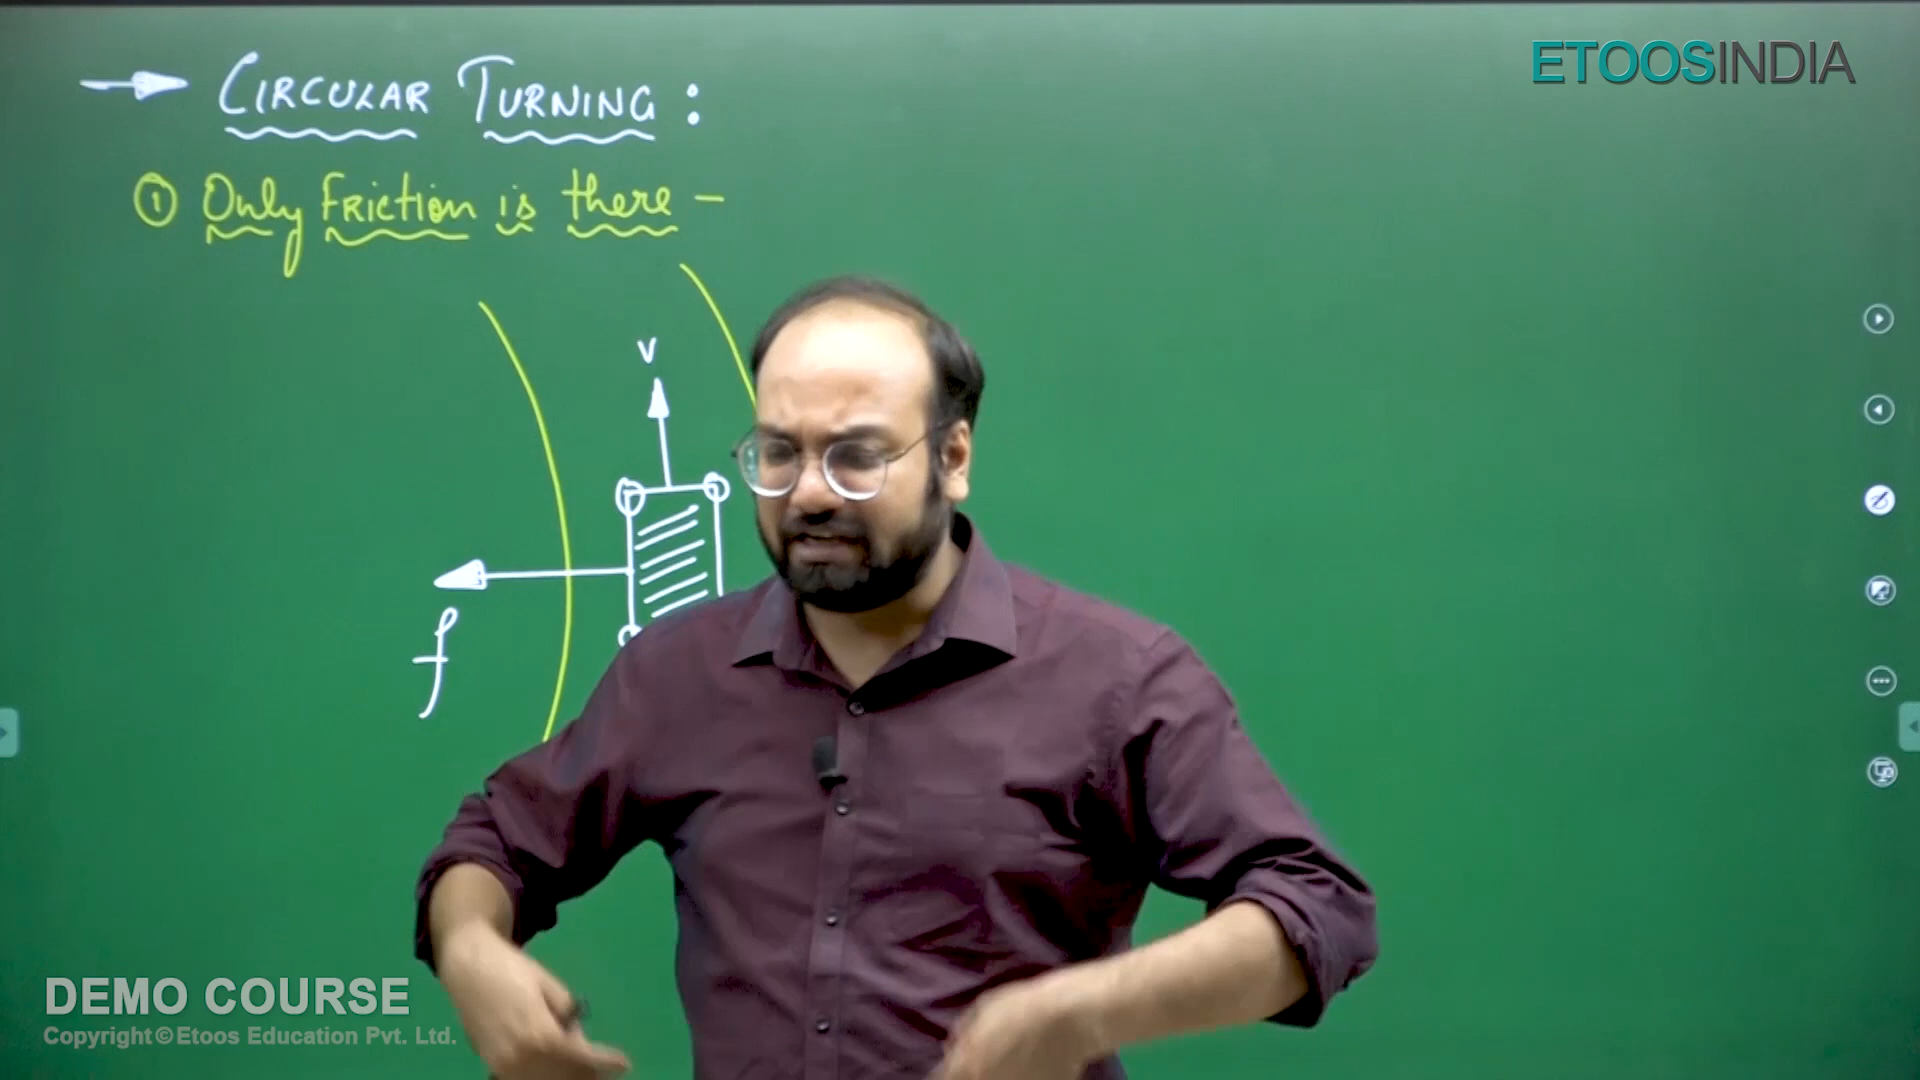 ETOOSINDIA
CIRCULAR TURNING :
① Only Friction is there -
v
f
DEMO COURSE
Copyright © Etoos Education Pvt. Ltd.